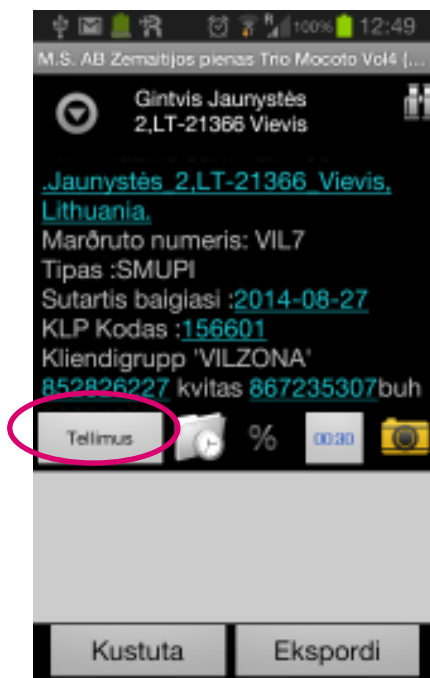 100% 12:49
M.S. AB Zemaitijos pienas Trio Mocoto Vol4 (...
Gintvis Jaunystės
2,LT-21366 Vievis
.Jaunystės_2,LT-21366_Vievis,
Lithuania.
Marðruto numeris: VIL7
Tipas :SMUPI
Sutartis baigiasi :2014-08-27
KLP Kodas :156601
Kliendigrupp 'VILZONA'
852826227 kvitas 867235307buh
Tellimus % 00:30
Kustuta Ekspordi